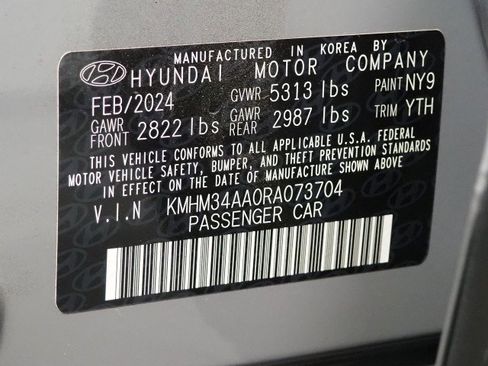 MANUFACTURED IN KOREA BY
HYUNDAI MOTOR COMPANY
FEB/2024 GVWR 5313 lbs PAINT NY9
GAWR FRONT 2822 lbs GAWR REAR 2987 lbs TRIM YTH
THIS VEHICLE CONFORMS TO ALL APPLICABLE U.S.A. FEDERAL
MOTOR VEHICLE SAFETY, BUMPER, AND THEFT PREVENTION STANDARDS
IN EFFECT ON THE DATE OF MANUFACTURE SHOWN ABOVE
V.I.N KMHM34AA0RA073704
PASSENGER CAR